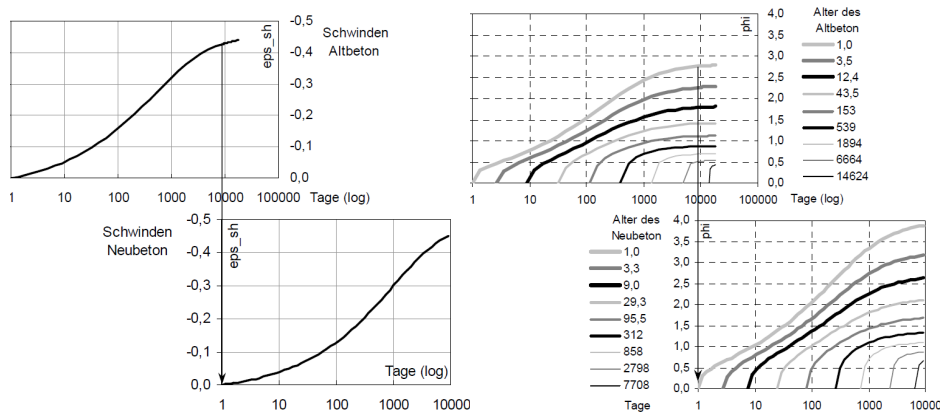 -0,5
-0,4
-0,3
-0,2
-0,1
0,0
eps_sh
Schwinden
Altbeton
1 10 100 1000 10000 100000 Tage (log)
4,0
3,5
3,0
2,5
2,0
1,5
1,0
0,5
0,0
phi
1 10 100 1000 10000 100000
Tage (log)
Alter des
Altbeton
1,0
3,5
12,4
43,5
153
539
1894
6664
14624
Schwinden
Neubeton
-0,5
-0,4
-0,3
-0,2
-0,1
0,0
eps_sh
Tage (log)
1 10 100 1000 10000
Alter des
Neubeton
1,0
3,3
9,0
29,3
95,5
312
858
2798
7708
Tage
4,0
3,5
3,0
2,5
2,0
1,5
1,0
0,5
0,0
phi
1 10 100 1000 10000